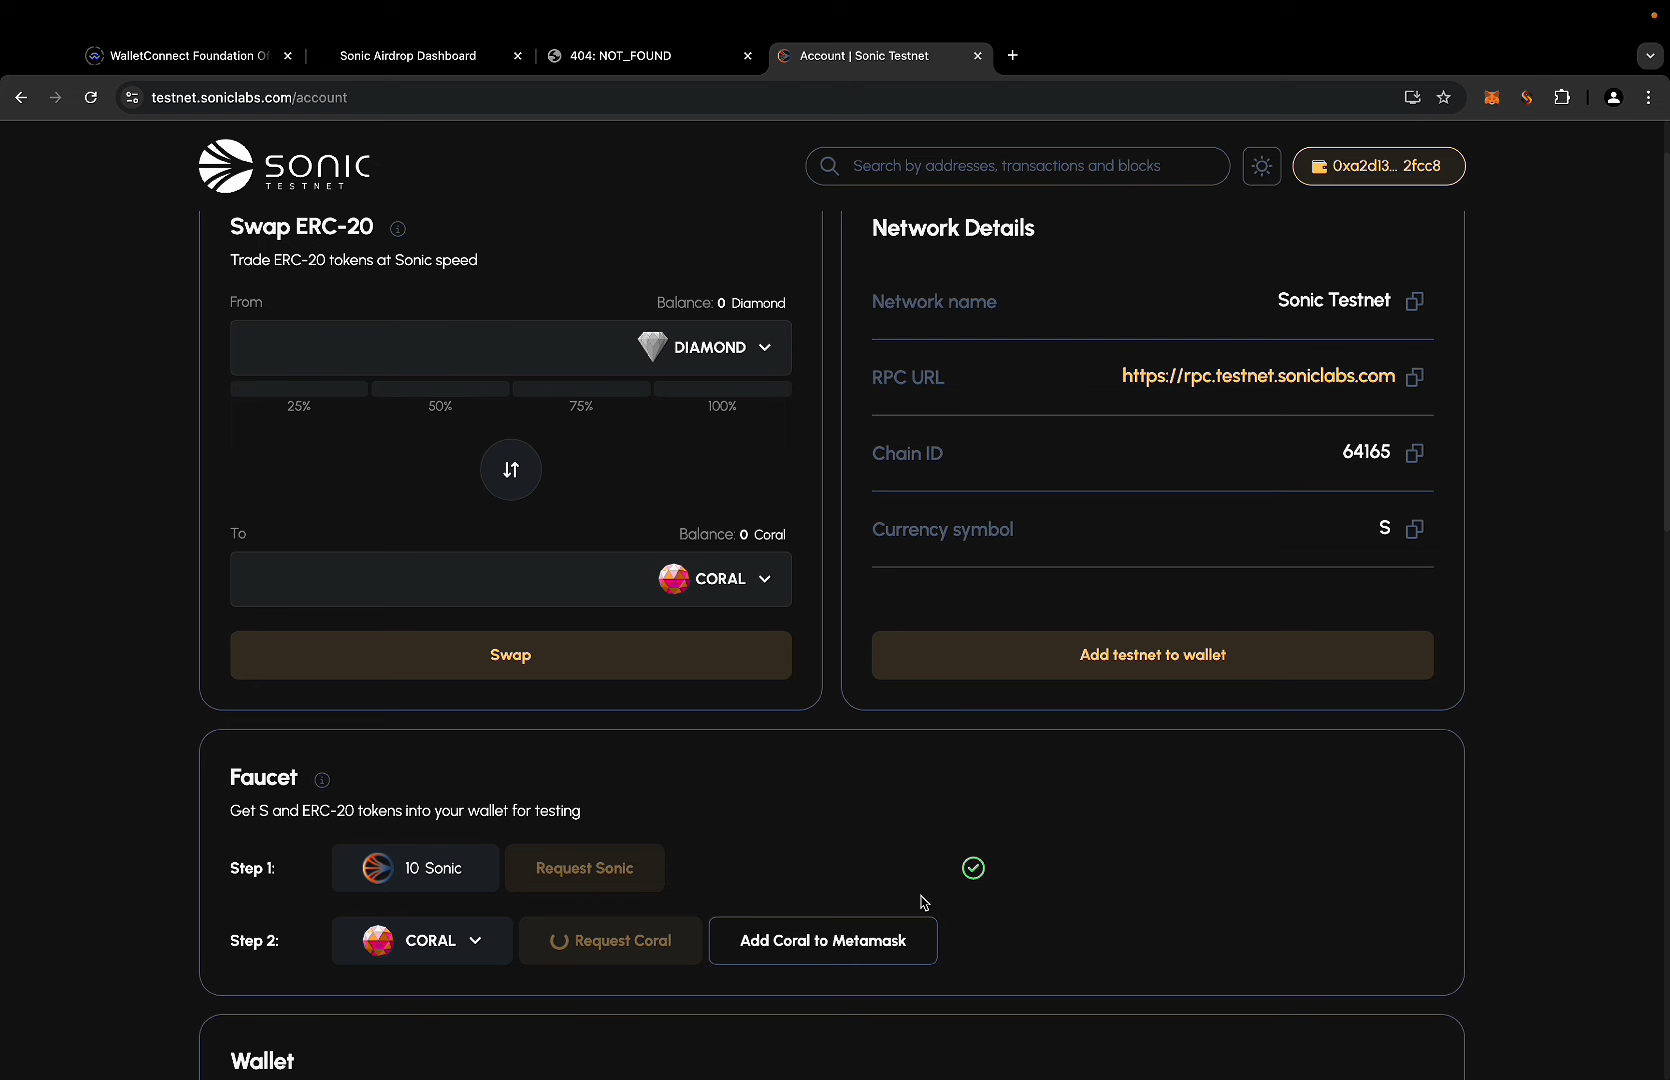 WalletConnect Foundation Of
Sonic Airdrop Dashboard
404: NOT_FOUND
Account | Sonic Testnet
testnet.soniclabs.com/account
SONIC
TESTNET
Search by addresses, transactions and blocks
0xa2d13... 2fcc8
Swap ERC-20
Trade ERC-20 tokens at Sonic speed
From
Balance: 0 Diamond
DIAMOND
25%
50%
75%
100%
To
Balance: 0 Coral
CORAL
Swap
Network Details
Network name
Sonic Testnet
RPC URL
https://rpc.testnet.soniclabs.com
Chain ID
64165
Currency symbol
S
Add testnet to wallet
Faucet
Get S and ERC-20 tokens into your wallet for testing
Step 1:
10 Sonic
Request Sonic
Step 2:
CORAL
Request Coral
Add Coral to Metamask
Wallet